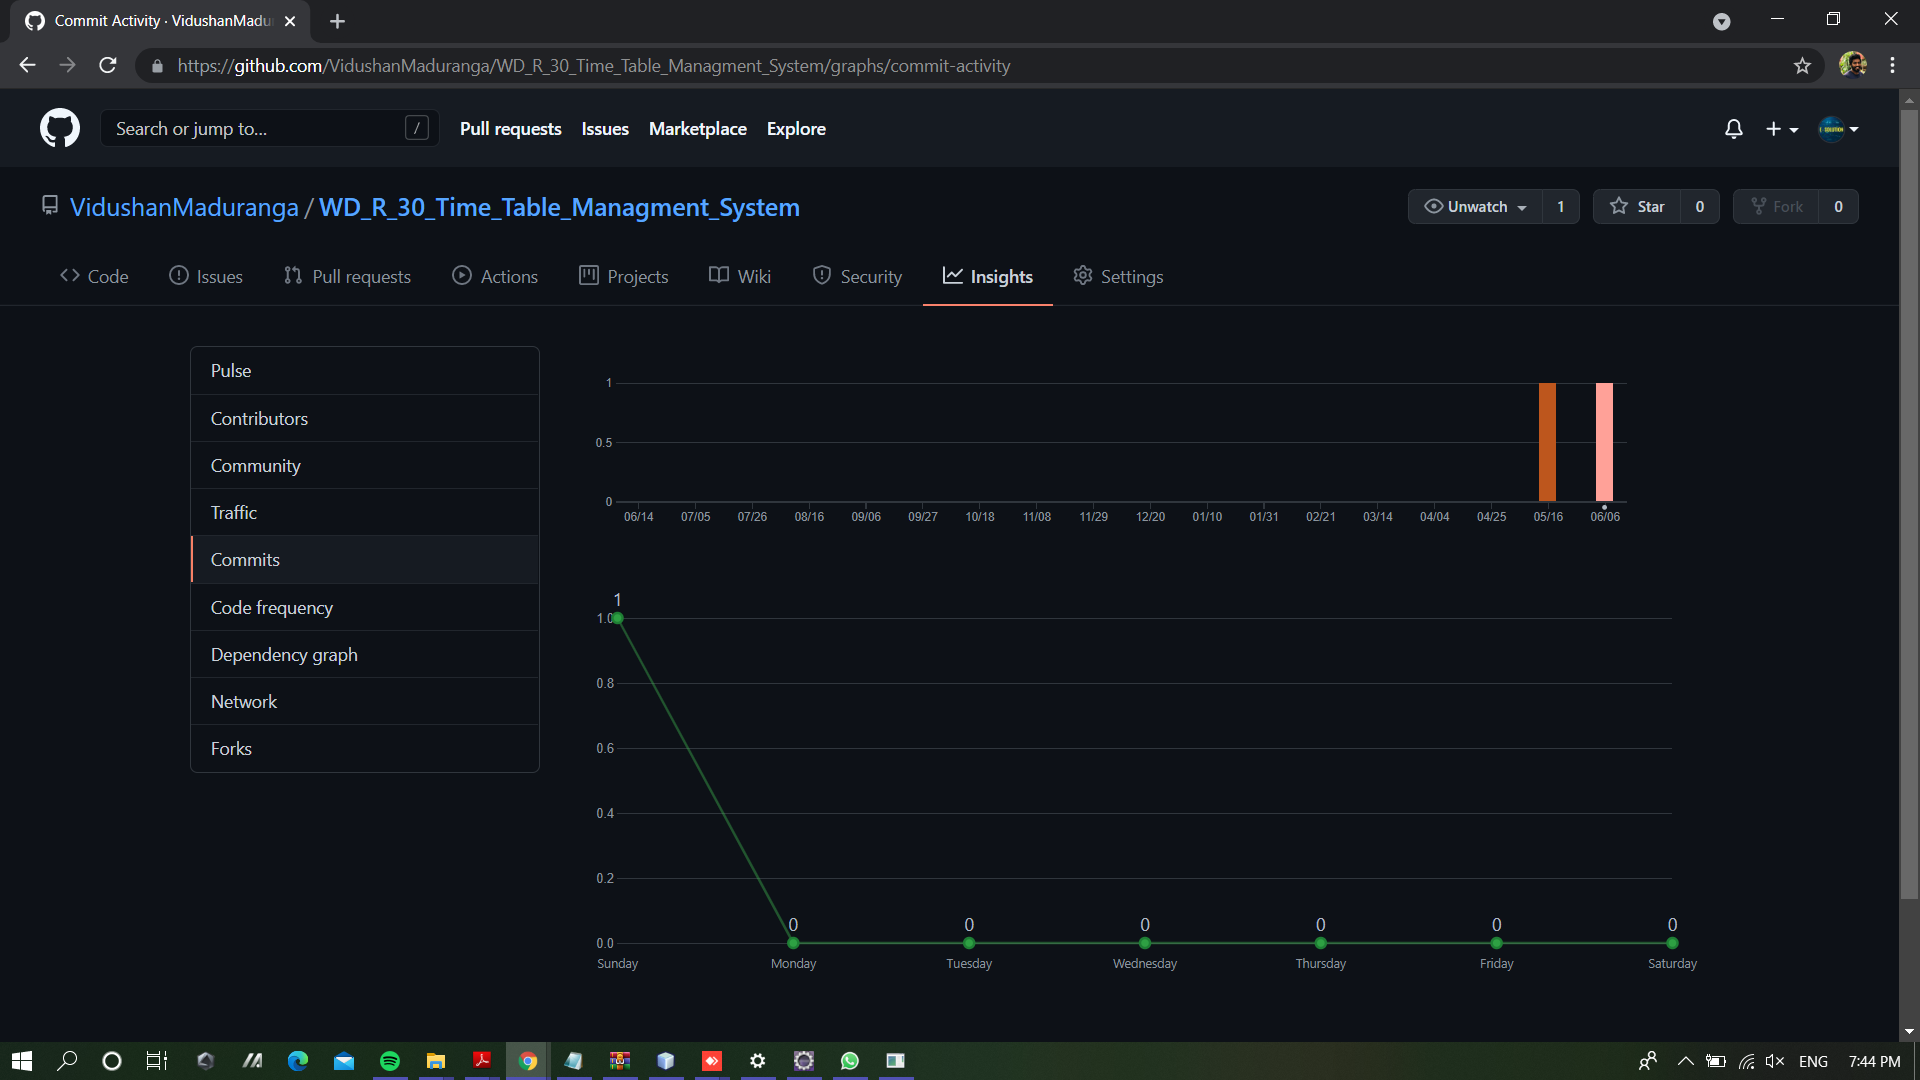 Commit Activity · VidushanMadu
https://github.com/VidushanMaduranga/WD_R_30_Time_Table_Managment_System/graphs/commit-activity
Search or jump to... /
Pull requests Issues Marketplace Explore
VidushanMaduranga / WD_R_30_Time_Table_Managment_System
Unwatch 1 Star 0 Fork 0
Code Issues Pull requests Actions Projects Wiki Security Insights Settings
Pulse
Contributors
Community
Traffic
Commits
Code frequency
Dependency graph
Network
Forks
1
0.5
0
06/14 07/05 07/26 08/16 09/06 09/27 10/18 11/08 11/29 12/20 01/10 01/31 02/21 03/14 04/04 04/25 05/16 06/06
1
1.0
0.8
0.6
0.4
0.2
0 0 0 0 0 0
0.0
Sunday Monday Tuesday Wednesday Thursday Friday Saturday
ENG 7:44 PM